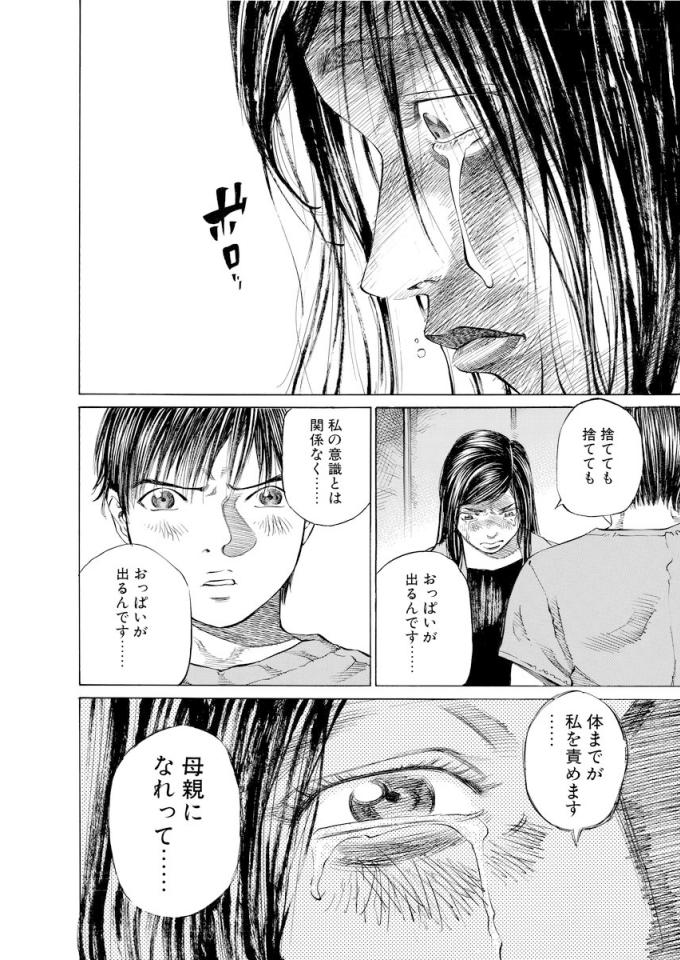 ボロッ
捨てても
捨てても
おっぱいが
出るんです……
私の意識とは
関係なく……
おっぱいが
出るんです……
体までが
私を責めます
……
母親に
なれって……